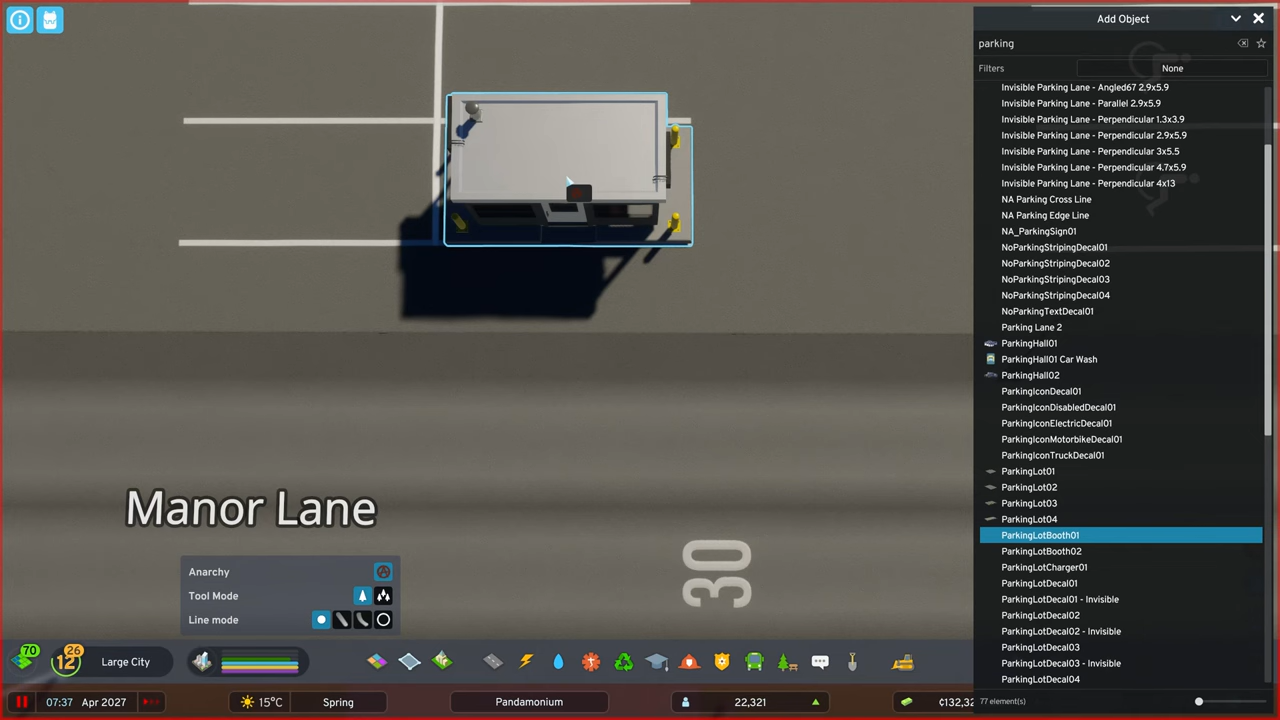 Add Object
parking
Filters
None
Invisible Parking Lane - Angled67 2.9x5.9
Invisible Parking Lane - Parallel 2.9x5.9
Invisible Parking Lane - Perpendicular 1.3x3.9
Invisible Parking Lane - Perpendicular 2.9x5.9
Invisible Parking Lane - Perpendicular 3x5.5
Invisible Parking Lane - Perpendicular 4.7x5.9
Invisible Parking Lane - Perpendicular 4x13
NA Parking Cross Line
NA Parking Edge Line
NA_ParkingSign01
NoParkingStripingDecal01
NoParkingStripingDecal02
NoParkingStripingDecal03
NoParkingStripingDecal04
NoParkingTextDecal01
Parking Lane 2
ParkingHall01
ParkingHall01 Car Wash
ParkingHall02
ParkingIconDecal01
ParkingIconDisabledDecal01
ParkingIconElectricDecal01
ParkingIconMotorbikeDecal01
ParkingIconTruckDecal01
ParkingLot01
ParkingLot02
ParkingLot03
ParkingLot04
ParkingLotBooth01
ParkingLotBooth02
ParkingLotCharger01
ParkingLotDecal01
ParkingLotDecal01 - Invisible
ParkingLotDecal02
ParkingLotDecal02 - Invisible
ParkingLotDecal03
ParkingLotDecal03 - Invisible
ParkingLotDecal04
77 element(s)
Manor Lane
30
Anarchy
Tool Mode
Line mode
70
26
12
Large City
07:37 Apr 2027
15°C
Spring
Pandamonium
22,321
¢132,32